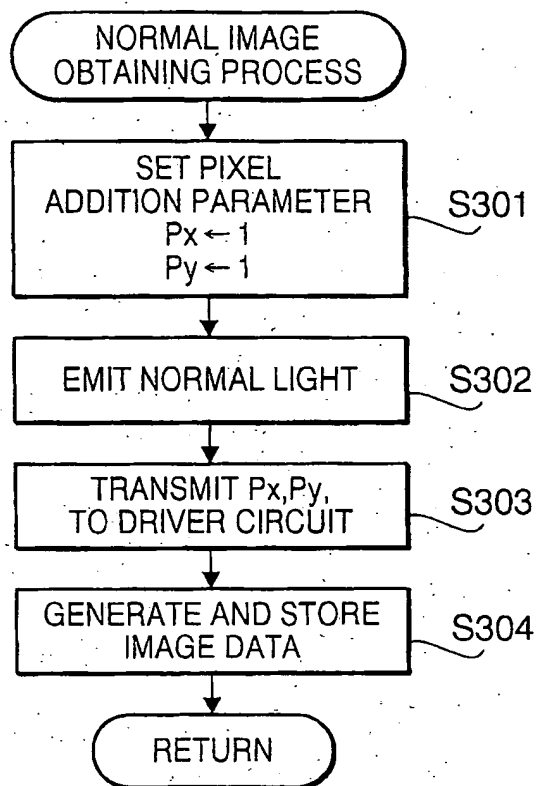 NORMAL IMAGE
OBTAINING PROCESS
SET PIXEL
ADDITION PARAMETER
Px ← 1
Py ← 1
S301
EMIT NORMAL LIGHT
S302
TRANSMIT Px,Py,
TO DRIVER CIRCUIT
S303
GENERATE AND STORE
IMAGE DATA
S304
RETURN